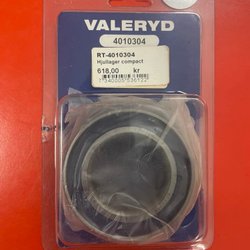 VALERYD
4010304
RT-4010304
Hjullager compact
618,00 kr